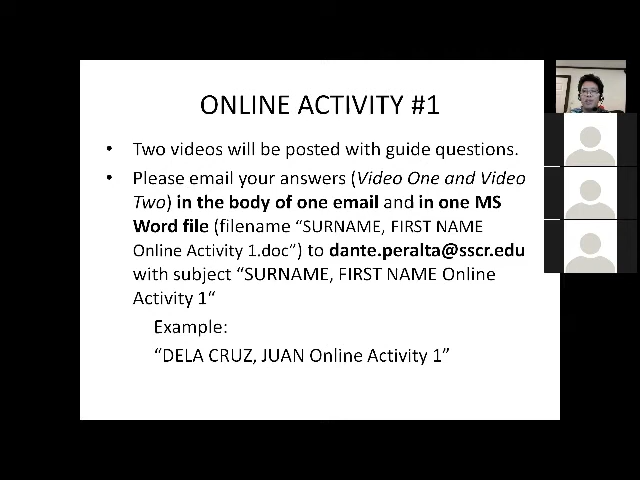 ONLINE ACTIVITY #1
• Two videos will be posted with guide questions.
• Please email your answers (Video One and Video
Two) in the body of one email and in one MS
Word file (filename “SURNAME, FIRST NAME
Online Activity 1.doc”) to dante.peralta@sscr.edu
with subject “SURNAME, FIRST NAME Online
Activity 1“
Example:
“DELA CRUZ, JUAN Online Activity 1”